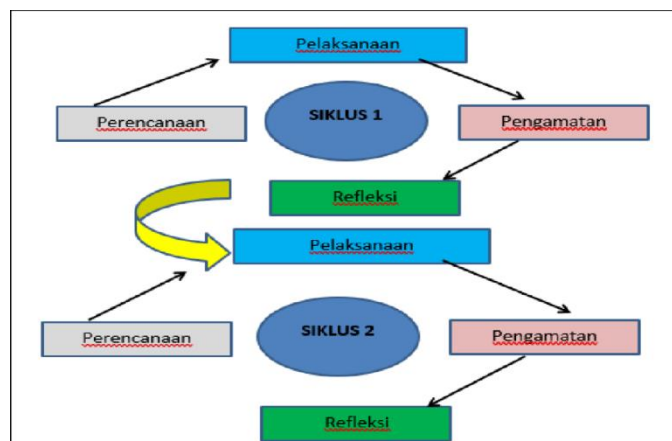 Pelaksanaan
Perencanaan
SIKLUS 1
Pengamatan
Refleksi
Pelaksanaan
Perencanaan
SIKLUS 2
Pengamatan
Refleksi